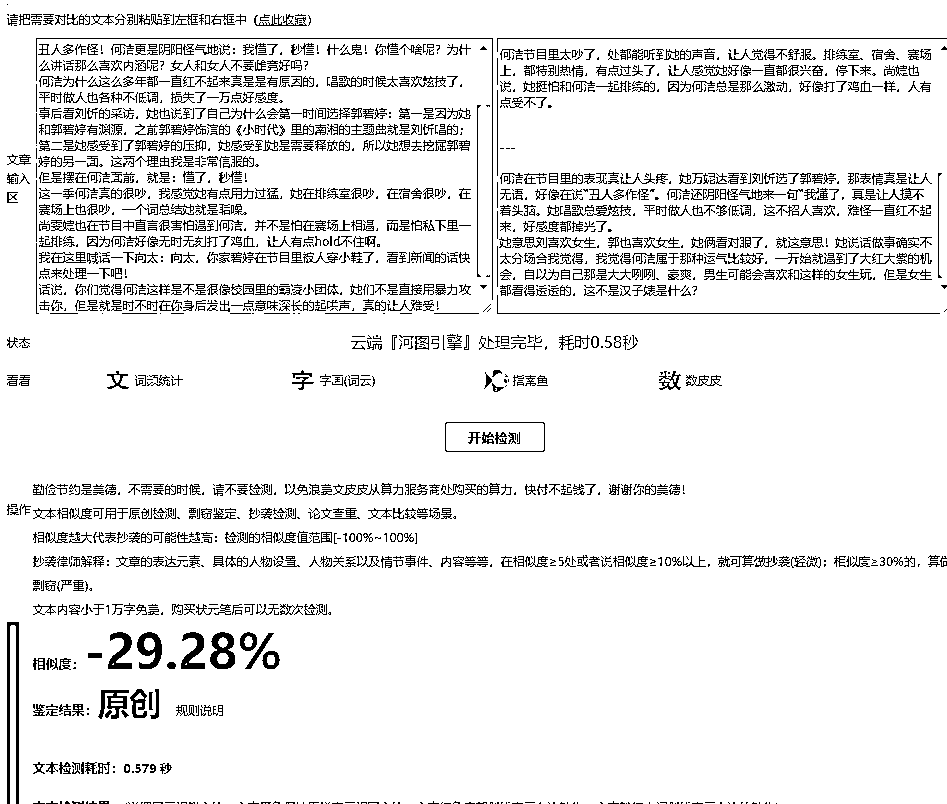 请把需要对比的文本分别粘贴到左框和右框中（点此收藏）
文章输入区
丑人多作怪！何洁更是阴阳怪气地说：我懂了，秒懂！什么鬼！你懂个啥呢？为什
么讲话那么喜欢内涵呢？女人和女人不要雌竞好吗？
何洁为什么这么多年都一直红不起来真是是有原因的，唱歌的时候太喜欢炫技了，
平时做人也各种不低调，损失了一万点好感度。
事后看刘忻的采访，她也说到了自己为什么会第一时间选择郭碧婷：第一是因为她
和郭碧婷有渊源，之前郭碧婷饰演的《小时代》里的南湘的主题曲就是刘忻唱的；
第二是她感受到了郭碧婷的压抑，她感受到她是需要释放的，所以她想去挖掘郭碧
婷的另一面。这两个理由我是非常信服的。
但是摆在何洁面前，就是：懂了，秒懂！
这一季何洁真的很吵，我感觉她有点用力过猛，她在排练室很吵，在宿舍很吵，在
赛场上也很吵，一个词总结她就是聒噪。
尚雯婕也在节目中直言很害怕遇到何洁，并不是怕在赛场上相遇，而是怕私下里一
起排练，因为何洁好像无时无刻打了鸡血，让人有点hold不住啊。
我在这里喊话一下向太：向太，你家碧婷在节目里被人穿小鞋了，看到新闻的话快
点来处理一下吧！
话说，你们觉得何洁这样是不是很像校园里的霸凌小团体，她们不是直接用暴力攻
击你，但是就是时不时在你身后发出一点意味深长的起哄声，真的让人难受！
何洁节目里太吵了，处都能听到她的声音，让人觉得不舒服。排练室、宿舍、赛场
上，都特别热情，有点过头了，让人感觉她好像一直都很兴奋，停下来。尚婕也
说，她挺怕和何洁一起排练的，因为何洁总是那么激动，好像打了鸡血一样，人有
点受不了。
---
何洁在节目里的表现真让人头疼，她万妮达看到刘忻选了郭碧婷，那表情真是让人
无语，好像在说“丑人多作怪”。何洁还阴阳怪气地来一句“我懂了，真是让人摸不
着头脑。她唱歌总爱炫技，平时做人也不够低调，这不招人喜欢，难怪一直红不起
来，好感度都掉光了。
她意思刘喜欢女生，郭也喜欢女生，她俩看对眼了，就这意思！她说话做事确实不
太分场合我觉得，我觉得何洁属于那种运气比较好，一开始就遇到了大红大紫的机
会，自以为自己那是大大咧咧、豪爽，男生可能会喜欢和这样的女生玩，但是女生
都看得透透的，这不是汉子婊是什么？
状态 云端『河图引擎』处理完毕，耗时0.58秒
看看 文 词频统计 字 字画(词云) 指案鱼 数 数皮皮
开始检测
勤俭节约是美德，不需要的时候，请不要检测，以免浪费文皮皮从算力服务商处购买的算力，快付不起钱了，谢谢你的美德！
操作 文本相似度可用于原创检测、剽窃鉴定、抄袭检测、论文查重、文本比较等场景。
相似度越大代表抄袭的可能性越高；检测的相似度值范围[-100%~100%]
抄袭律师解释：文章的表达元素、具体的人物设置、人物关系以及情节事件、内容等等，在相似度≥5处或者说相似度≥10%以上，就可算做抄袭(轻微)；相似度≥30%的，算做
剽窃(严重)。
文本内容小于1万字免费，购买状元笔后可以无数次检测。
相似度：-29.28%
鉴定结果：原创 规则说明
文本检测耗时：0.579 秒